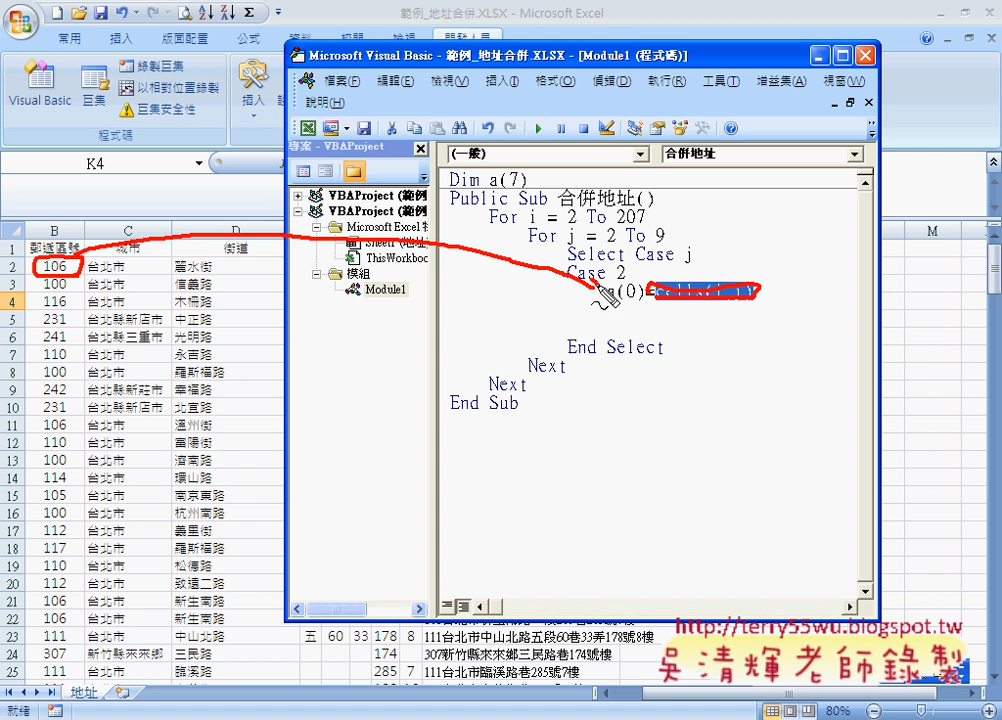 範例_地址合併.XLSX - Microsoft Excel
常用 插入 版面配置 公式
Visual Basic 巨集 錄製巨集 以相對位置錄製 巨集安全性 插入
程式碼
K4
Microsoft Visual Basic - 範例_地址合併.XLSX - [Module1 (程式碼)]
檔案(F) 編輯(E) 檢視(V) 插入(I) 格式(O) 偵錯(D) 執行(R) 工具(T) 增益集(A) 視窗(W)
說明(H)
專案 - VBAProject
(一般) 合併地址
VBAProject (範例
VBAProject (範例
Microsoft Excel
ThisWorkboo
模組
Module1
Dim a(7)
Public Sub 合併地址()
For i = 2 To 207
For j = 2 To 9
Select Case j
Case 2
a(0)=
End Select
Next
Next
End Sub
B C D M
1 郵遞區號 城市 街道
2 106 台北市 麗水街
3 100 台北市 信義路
4 116 台北市 木柵路
5 231 台北縣新店市 中正路
6 241 台北縣三重市 光明路
7 110 台北市 永吉路
8 100 台北市 羅斯福路
9 242 台北縣新莊市 幸福路
10 231 台北縣新店市 北宜路
11 106 台北市 溫州街
12 110 台北市 富陽街
13 100 台北市 濟南路
14 114 台北市 環山路
15 105 台北市 南京東路
16 100 台北市 杭州南路
17 112 台北市 義里街
18 117 台北市 羅斯福路
19 110 台北市 松德路
20 112 台北市 致遠二路
21 106 台北市 新生南路
22 106 台北市 新生南路
23 111 台北市 中山北路 五 60 33 178 8 111台北市中山北路五段60巷33弄178號8樓
24 307 新竹縣來來鄉 三民路 174 307新竹縣來來鄉三民路巷174號樓
25 111 台北市 臨溪路 285 7 111台北市臨溪路巷285號7樓
http://terry55wu.blogspot.tw
吳清輝老師錄製
地址
就緒 80%